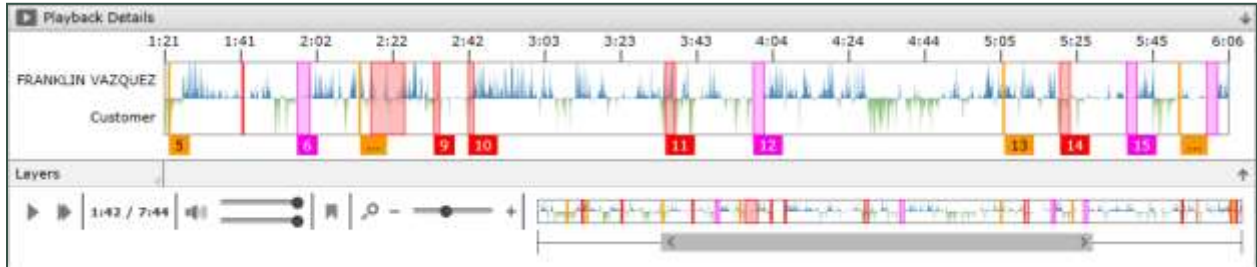 Playback Details
1:21 1:41 2:02 2:22 2:42 3:03 3:23 3:43 4:04 4:24 4:44 5:05 5:25 5:45 6:06
FRANKLIN VAZQUEZ
Customer
5 6 ... 9 10 11 12 13 14 15 ...
Layers
1:42 / 7:44 - +